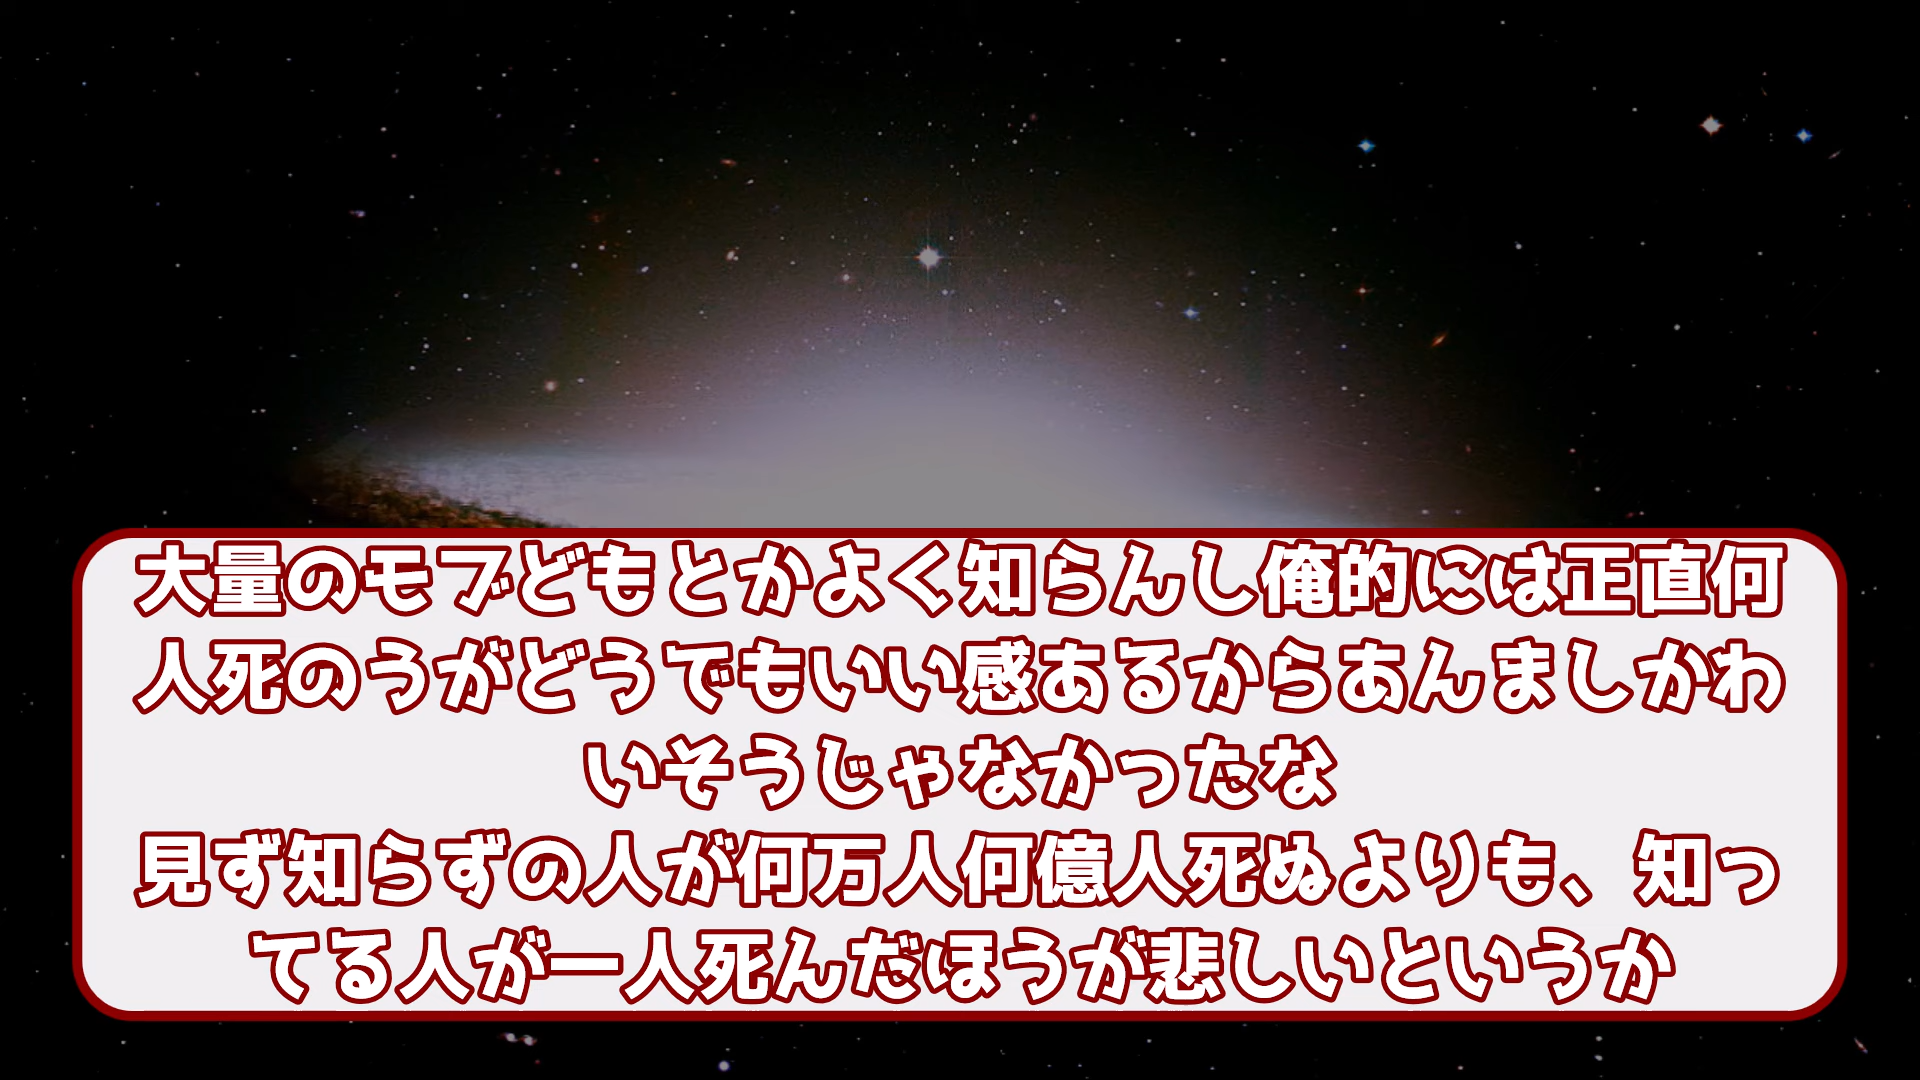 大量のモブどもとかよく知らんし俺的には正直何
人死のうがどうでもいい感あるからあんましかわ
いそうじゃなかったな
見ず知らずの人が何万人何億人死ぬよりも、知っ
てる人が一人死んだほうが悲しいというか